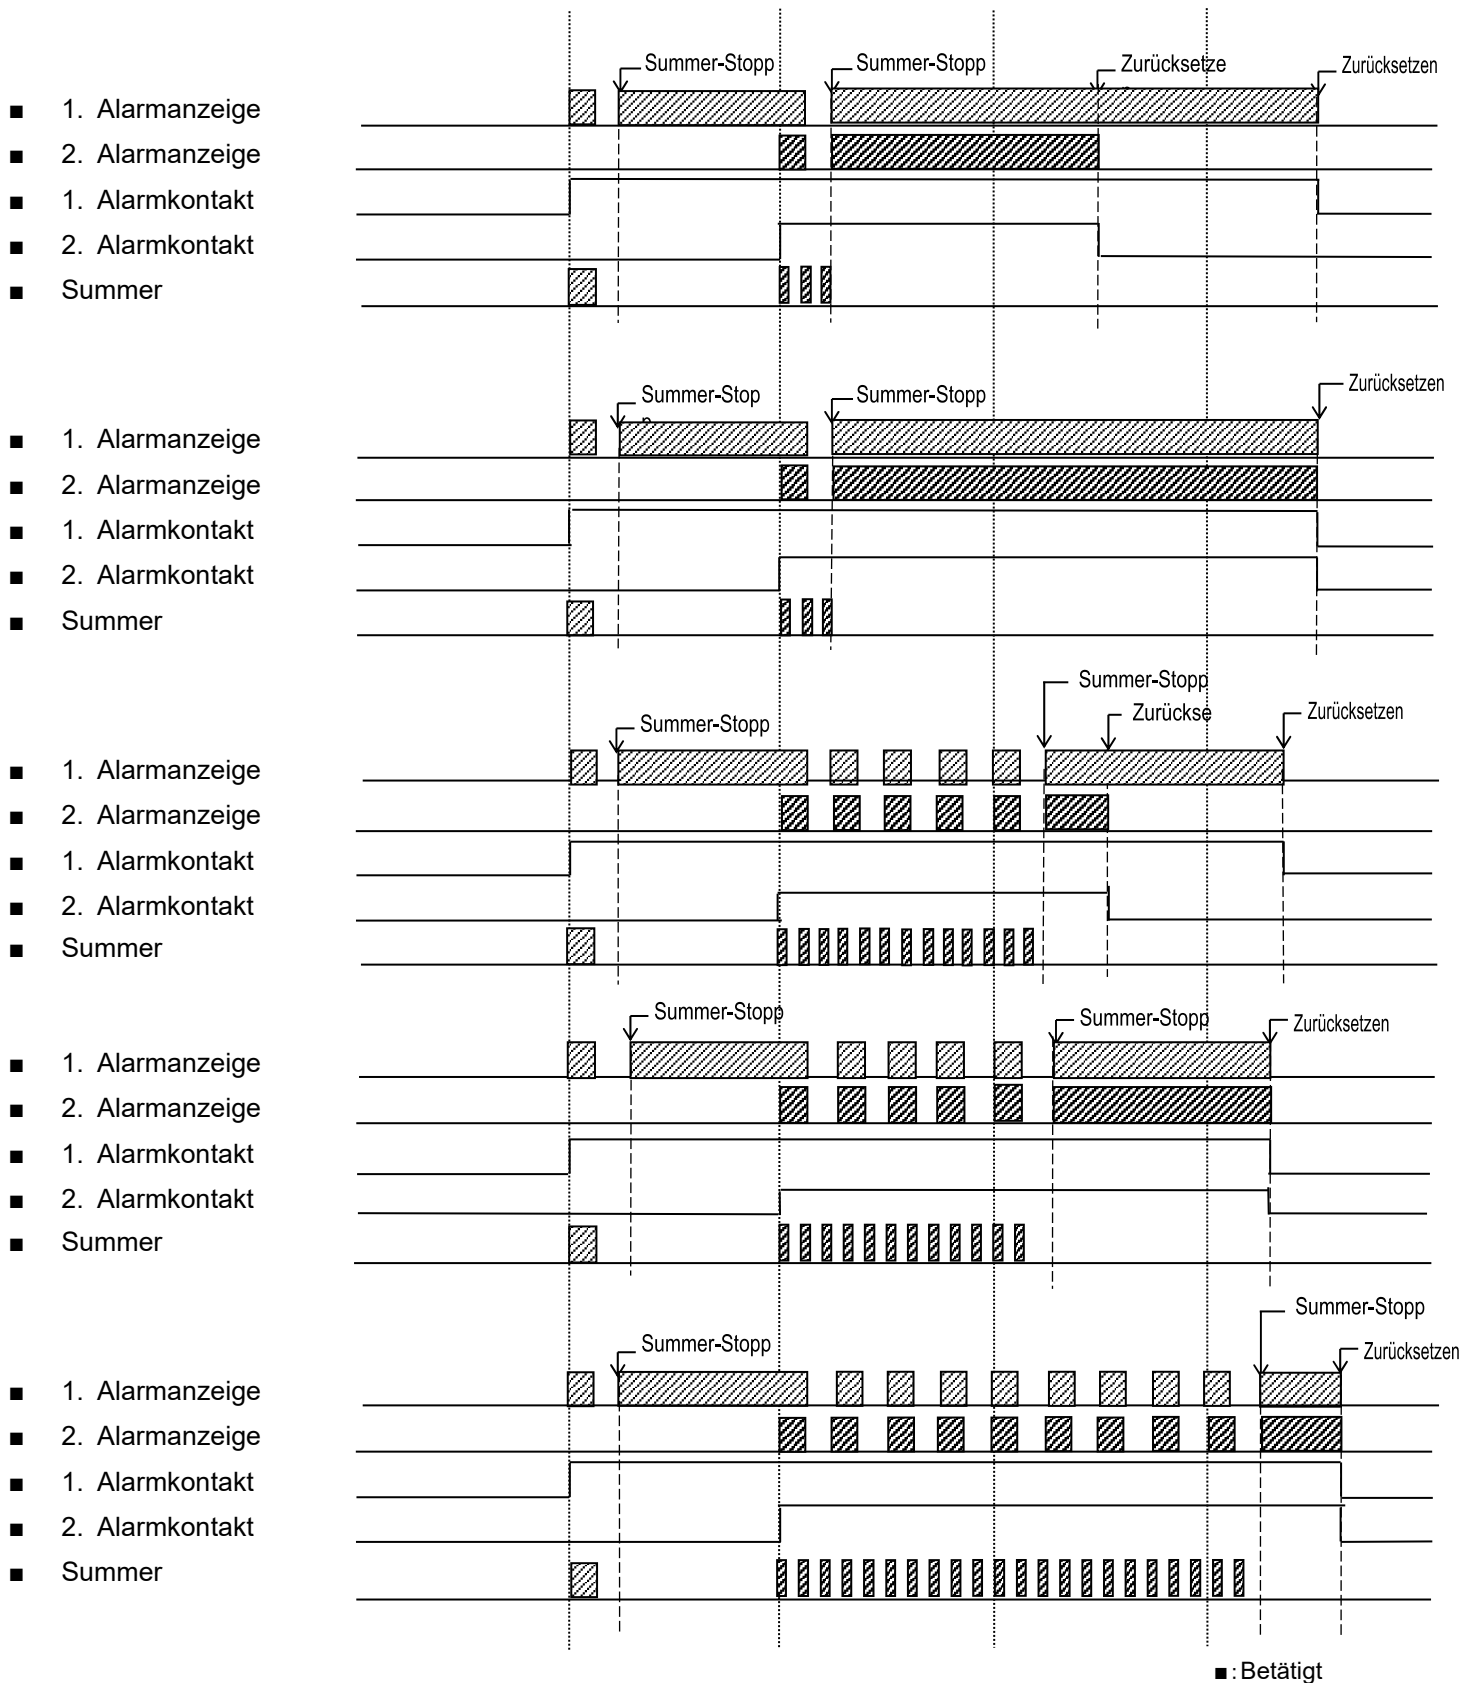 Summer-Stopp Summer-Stopp Zurücksetze Zurücksetzen
■ 1. Alarmanzeige
■ 2. Alarmanzeige
■ 1. Alarmkontakt
■ 2. Alarmkontakt
■ Summer
Zurücksetzen
Summer-Stop Summer-Stopp
■ 1. Alarmanzeige
■ 2. Alarmanzeige
■ 1. Alarmkontakt
■ 2. Alarmkontakt
■ Summer
Summer-Stopp
Summer-Stopp Zurückse Zurücksetzen
■ 1. Alarmanzeige
■ 2. Alarmanzeige
■ 1. Alarmkontakt
■ 2. Alarmkontakt
■ Summer
Summer-Stopp Summer-Stopp Zurücksetzen
■ 1. Alarmanzeige
■ 2. Alarmanzeige
■ 1. Alarmkontakt
■ 2. Alarmkontakt
■ Summer
Summer-Stopp
Summer-Stopp Zurücksetzen
■ 1. Alarmanzeige
■ 2. Alarmanzeige
■ 1. Alarmkontakt
■ 2. Alarmkontakt
■ Summer
■:Betätigt